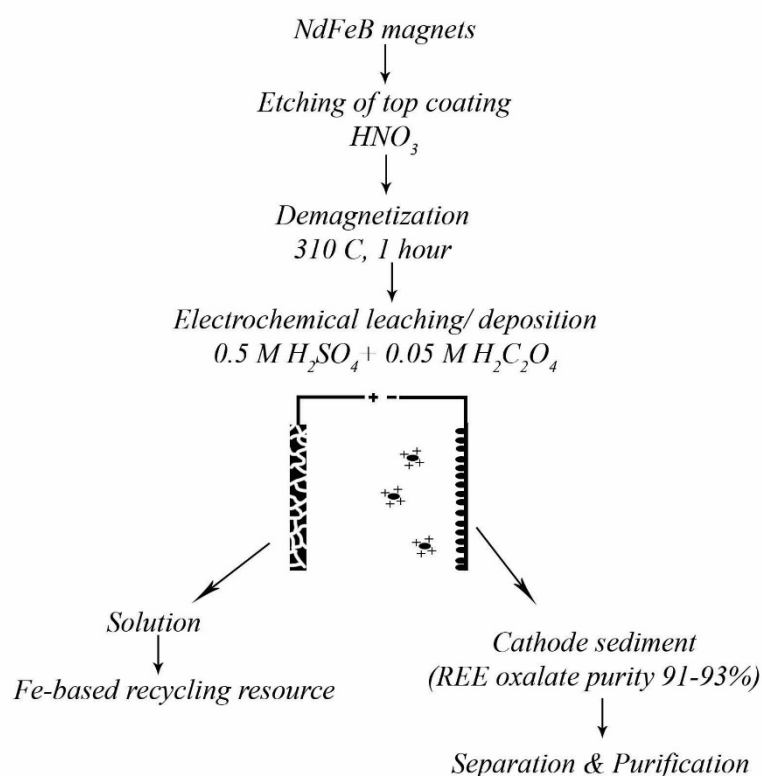 NdFeB magnets
Etching of top coating
HNO₃
Demagnetization
310 C, 1 hour
Electrochemical leaching/ deposition
0.5 M H₂SO₄+ 0.05 M H₂C₂O₄
+ -
Solution
Fe-based recycling resource
Cathode sediment
(REE oxalate purity 91-93%)
Separation & Purification